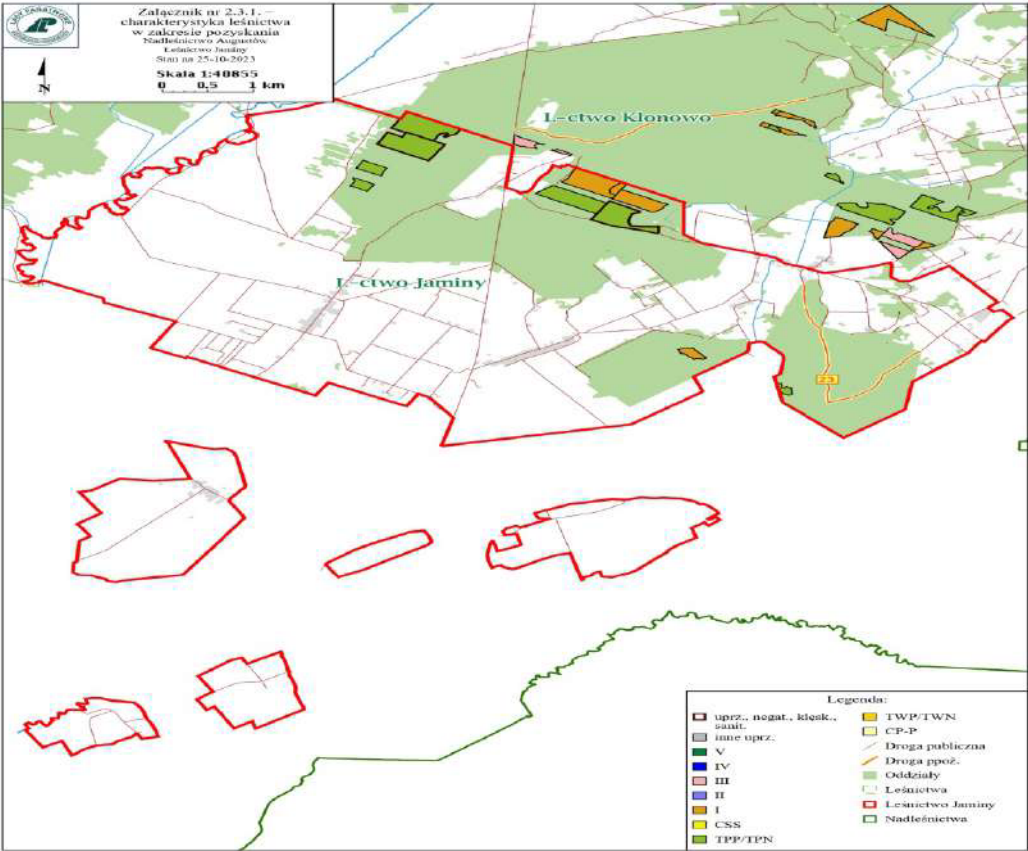 LASY PAŃSTWOWE
Załącznik nr 2.3.1. –
charakterystyka leśnictwa
w zakresie pozyskania
Nadleśnictwo Augustów
Leśnictwo Jaminy
Stan na 25-10-2023
Skala 1:40855
0 0.5 1 km
N
L-ctwo Klonowo
L-ctwo Jaminy
23
Legenda:
uprz., negat., klęsk.,
sanit.
inne uprz.
V
IV
III
II
I
CSS
TPP/TPN
TWP/TWN
CP-P
Droga publiczna
Droga ppoż.
Oddziały
Leśnictwa
Leśnictwo Jaminy
Nadleśnictwa